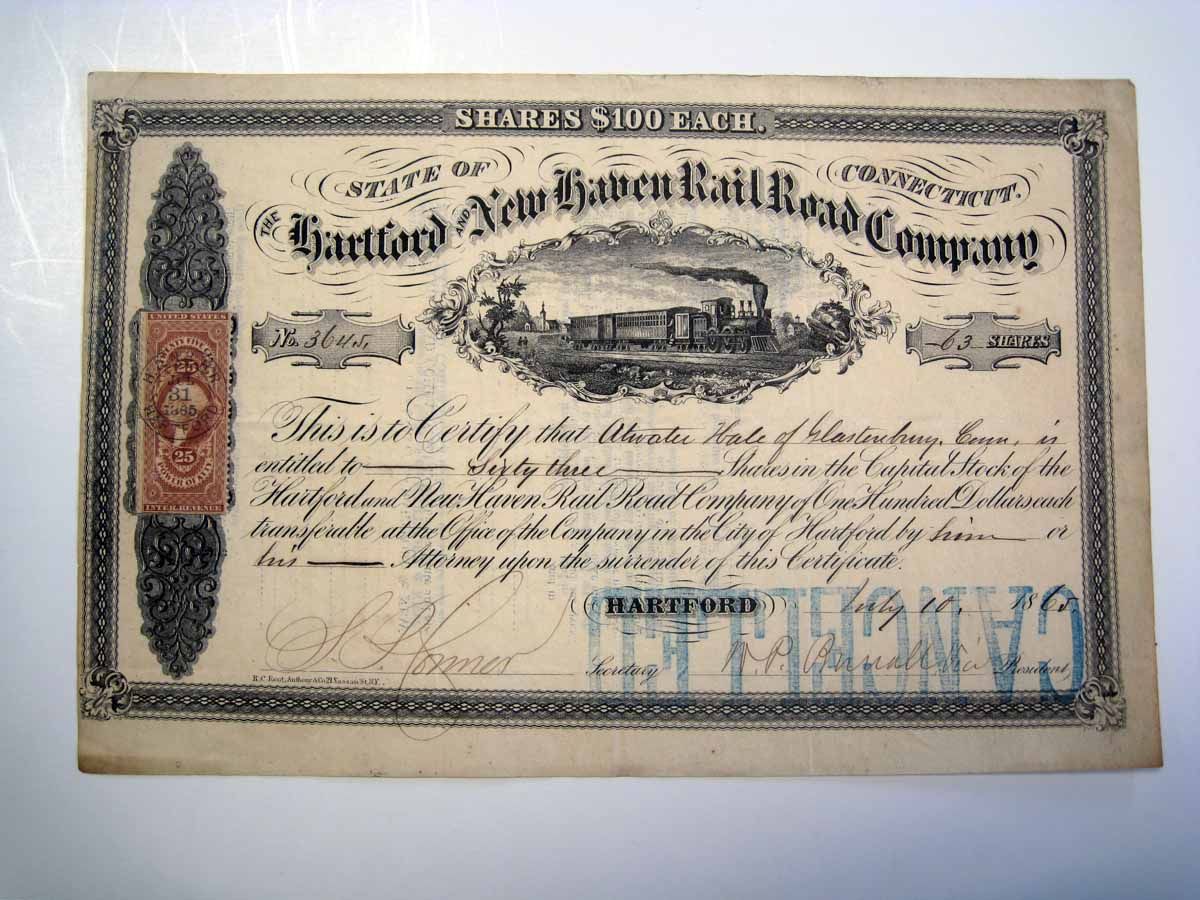 SHARES $100 EACH.
STATE OF CONNECTICUT.
THE Hartford AND New Haven Rail Road Company
No. 3645,
63 SHARES
UNITED STATES
25
31
1865
25
INTER. REVENUE
This is to Certify that Atwater Hale of Glastenbury, Conn, is
entitled to Sixty three Shares in the Capital Stock of the
Hartford and New Haven Rail Road Company of One Hundred Dollars each
transferable at the Office of the Company in the City of Hartford by him or
his Attorney upon the surrender of this Certificate.
HARTFORD July 10, 1865
Secretary
President
CANCELLED